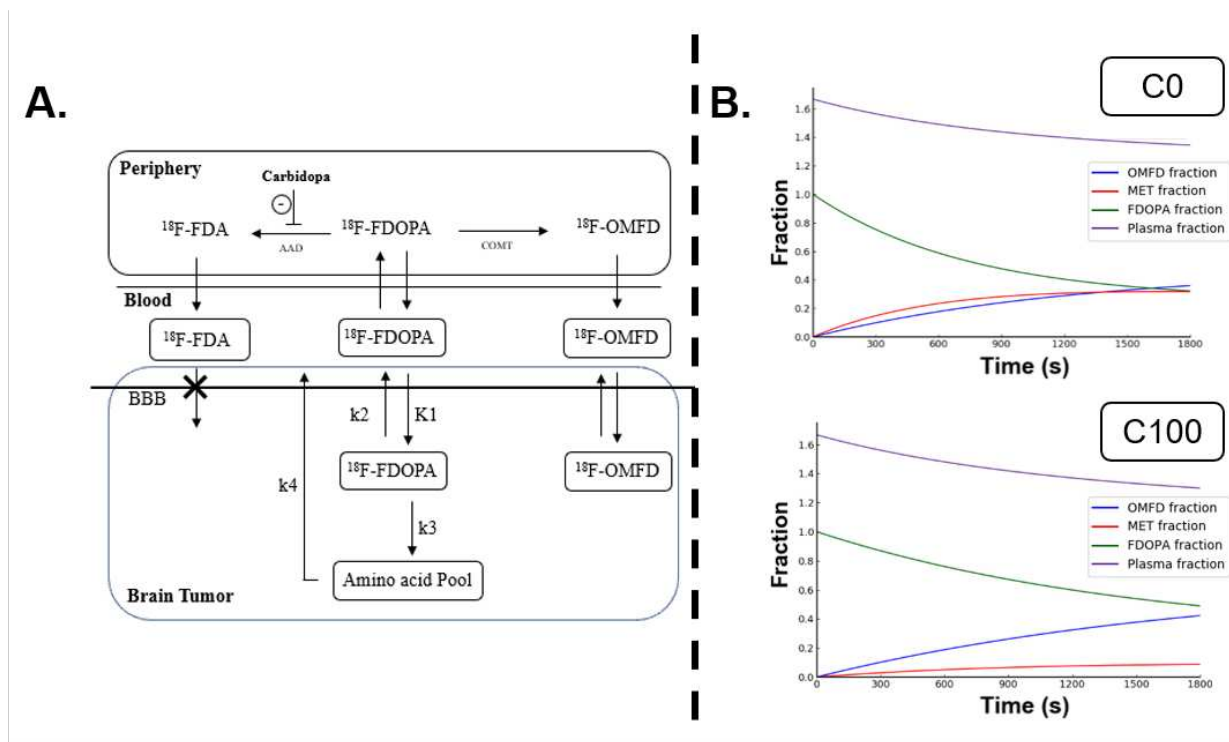 A.
Periphery
Carbidopa
-
18F-FDA
18F-FDOPA
18F-OMFD
AAD
COMT
Blood
18F-FDA
18F-FDOPA
18F-OMFD
BBB
k2
K1
18F-FDOPA
18F-OMFD
k4
k3
Amino acid Pool
Brain Tumor
B.
C0
Fraction
1.6
1.4
1.2
1.0
0.8
0.6
0.4
0.2
0.0
OMFD fraction
MET fraction
FDOPA fraction
Plasma fraction
0 300 600 900 1200 1500 1800
Time (s)
C100
Fraction
1.6
1.4
1.2
1.0
0.8
0.6
0.4
0.2
0.0
OMFD fraction
MET fraction
FDOPA fraction
Plasma fraction
0 300 600 900 1200 1500 1800
Time (s)